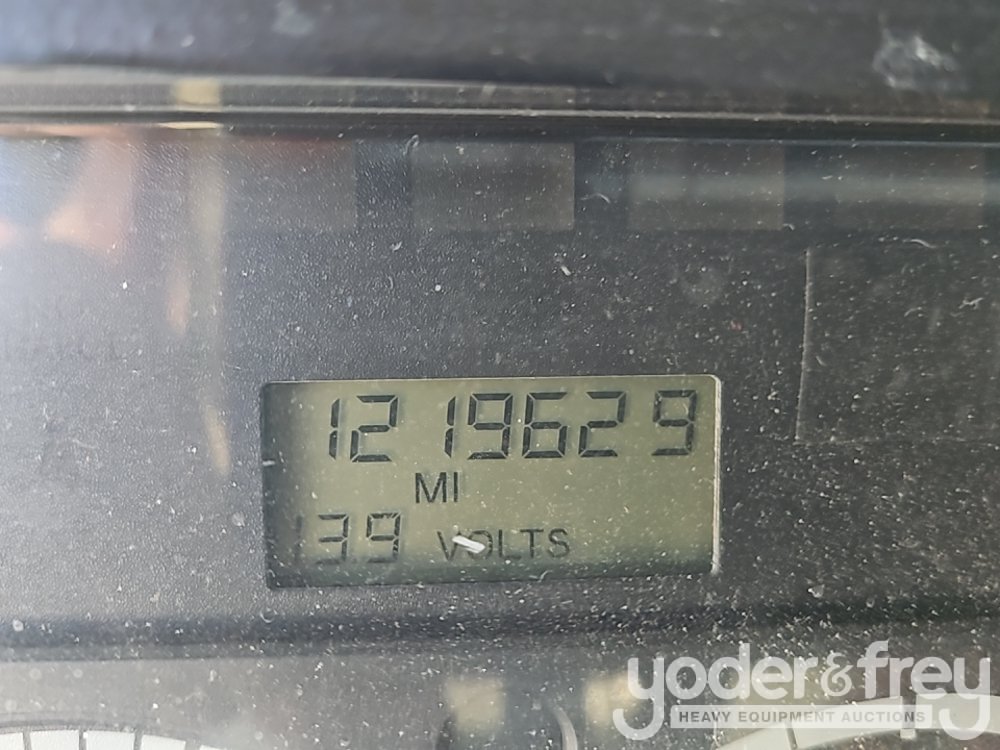 1219629
MI
13.9 VOLTS
yoder&frey
HEAVY EQUIPMENT AUCTIONS